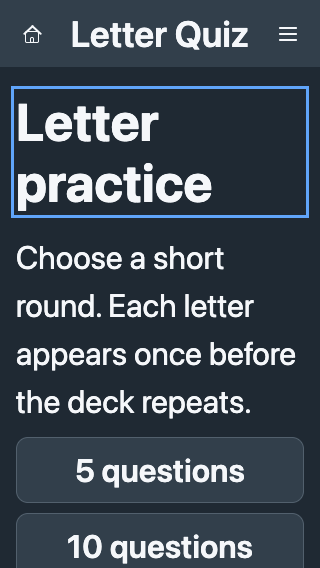 Letter Quiz
Letter
practice
Choose a short
round. Each letter
appears once before
the deck repeats.
5 questions
10 questions